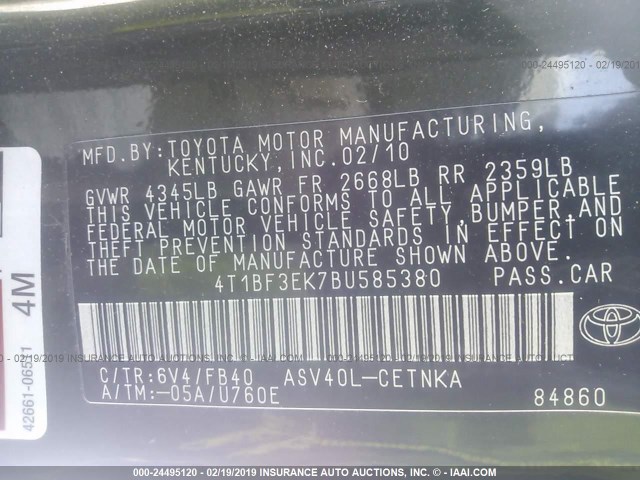 000-24495120 - 02/19/2019
MFD.BY:TOYOTA MOTOR MANUFACTURING,
KENTUCKY,INC.02/10
GVWR 4345LB GAWR FR 2668LB RR 2359LB
THIS VEHICLE CONFORMS TO ALL APPLICABLE
FEDERAL MOTOR VEHICLE SAFETY,BUMPER,AND
THEFT PREVENTION STANDARDS IN EFFECT ON
THE DATE OF MANUFACTURE SHOWN ABOVE.
4T1BF3EK7BU585380 PASS.CAR
C/TR:6V4/FB40 ASV40L-CETNKA
A/TM:-05A/U760E 84860
4M
000-24495120 - 02/19/2019 INSURANCE AUTO AUCTIONS INC. © - IAAI.COM